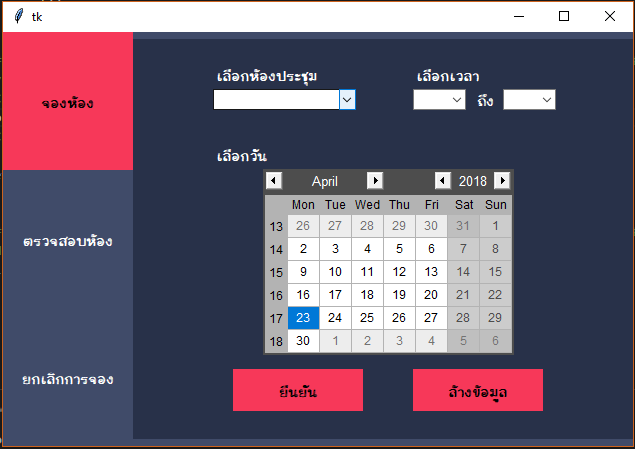 tk
จองห้อง
ตรวจสอบห้อง
ยกเลิกการจอง
เลือกห้องประชุม
เลือกเวลา
ถึง
เลือกวัน
April 2018
Mon Tue Wed Thu Fri Sat Sun
13 26 27 28 29 30 31 1
14 2 3 4 5 6 7 8
15 9 10 11 12 13 14 15
16 16 17 18 19 20 21 22
17 23 24 25 26 27 28 29
18 30 1 2 3 4 5 6
ยืนยัน
ล้างข้อมูล